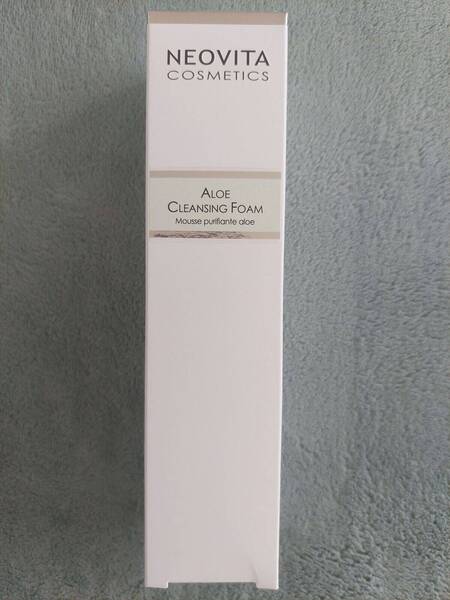 NEOVITA
COSMETICS
ALOE
CLEANSING FOAM
Mousse purifiante aloe